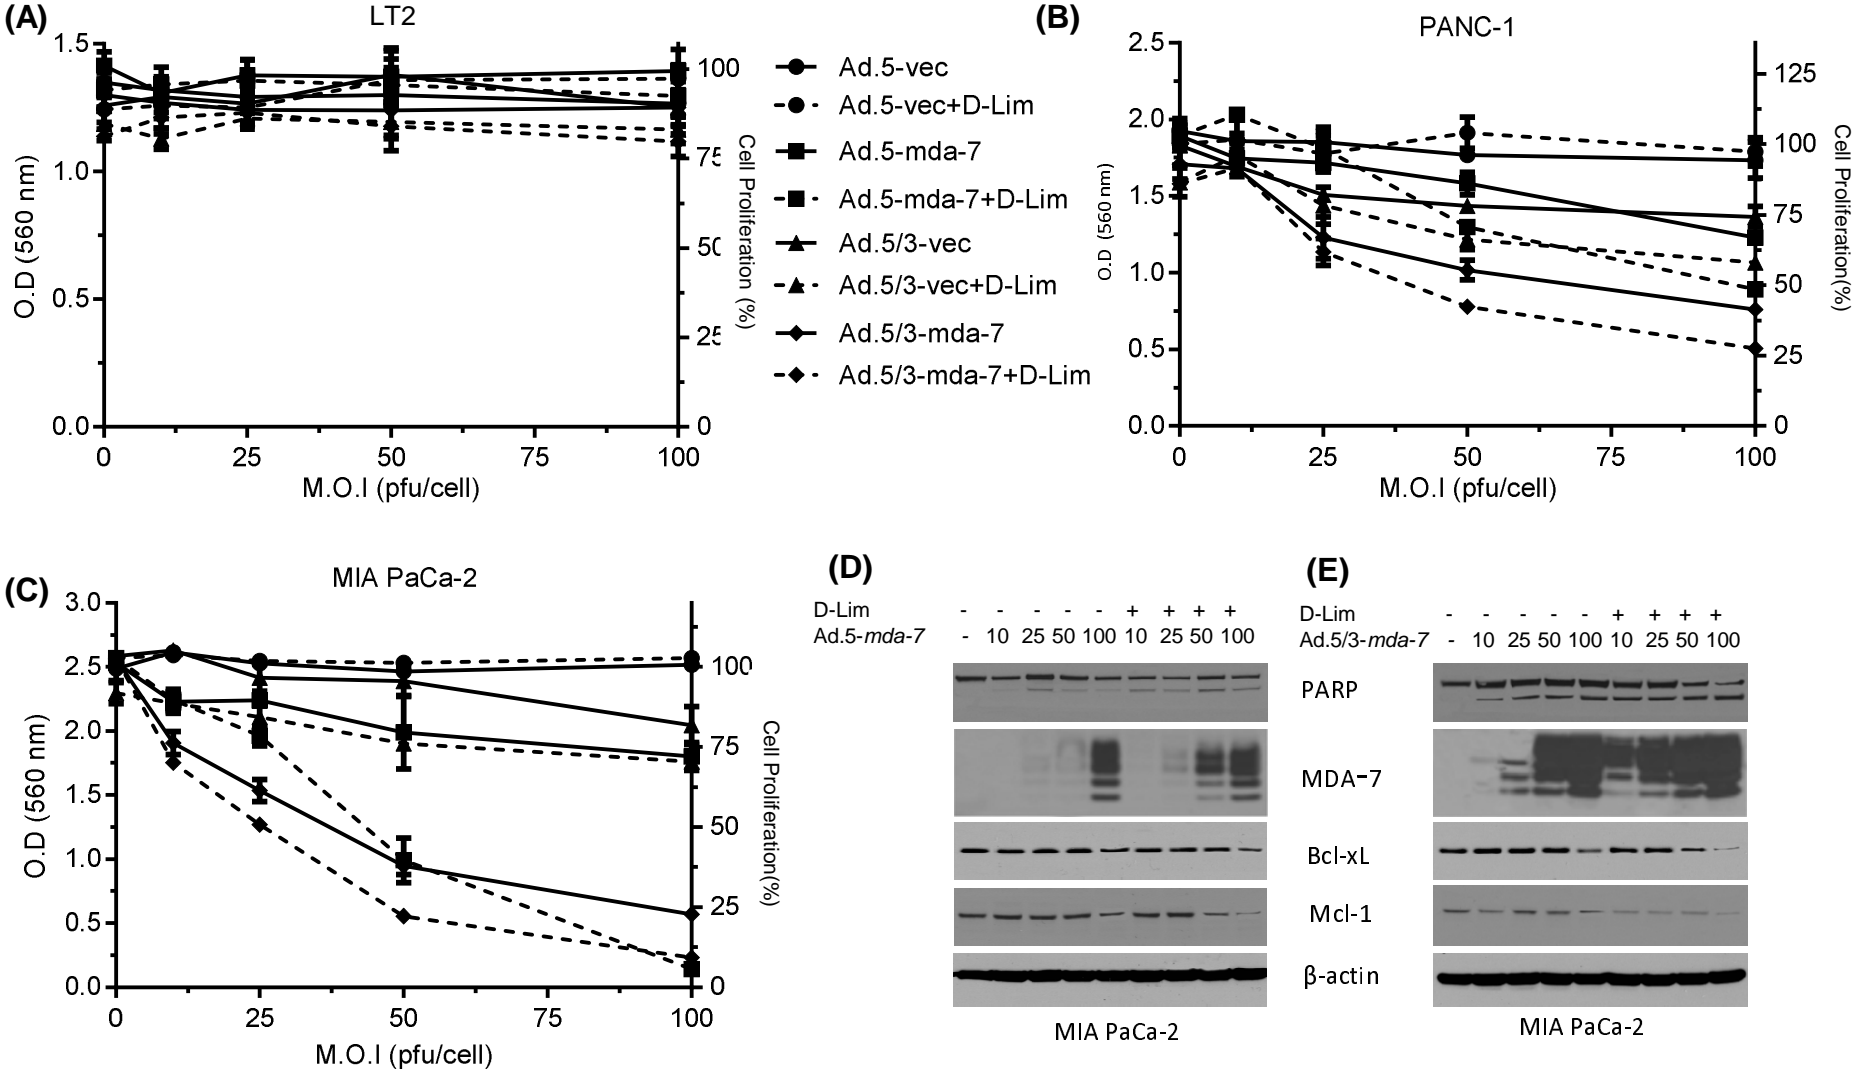 (A)
LT2
1.5
1.0
0.5
0.0
O.D (560 nm)
100
75
50
25
0
Cell Proliferation (%)
0 25 50 75 100
M.O.I (pfu/cell)
Ad.5-vec
Ad.5-vec+D-Lim
Ad.5-mda-7
Ad.5-mda-7+D-Lim
Ad.5/3-vec
Ad.5/3-vec+D-Lim
Ad.5/3-mda-7
Ad.5/3-mda-7+D-Lim
(B)
PANC-1
2.5
2.0
1.5
1.0
0.5
0.0
O.D (560 nm)
125
100
75
50
25
0
Cell Proliferation(%)
0 25 50 75 100
M.O.I (pfu/cell)
(C)
MIA PaCa-2
3.0
2.5
2.0
1.5
1.0
0.5
0.0
O.D (560 nm)
100
75
50
25
0
Cell Proliferation(%)
0 25 50 75 100
M.O.I (pfu/cell)
(D)
D-Lim - - - - - + + + +
Ad.5-mda-7 - 10 25 50 100 10 25 50 100
MIA PaCa-2
PARP
MDA-7
Bcl-xL
Mcl-1
β-actin
(E)
D-Lim - - - - - + + + +
Ad.5/3-mda-7 - 10 25 50 100 10 25 50 100
MIA PaCa-2